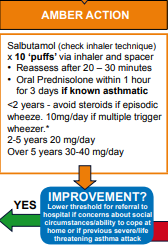 AMBER ACTION
Salbutamol (check inhaler technique)
x 10 ‘puffs’ via inhaler and spacer
• Reassess after 20 – 30 minutes
• Oral Prednisolone within 1 hour
for 3 days if known asthmatic
<2 years - avoid steroids if episodic
wheeze. 10mg/day if multiple trigger
wheezer.*
2-5 years 20 mg/day
Over 5 years 30-40 mg/day
YES
IMPROVEMENT?
Lower threshold for referral to
hospital if concerns about social
circumstances/ability to cope at
home or if previous severe/life
threatening asthma attack